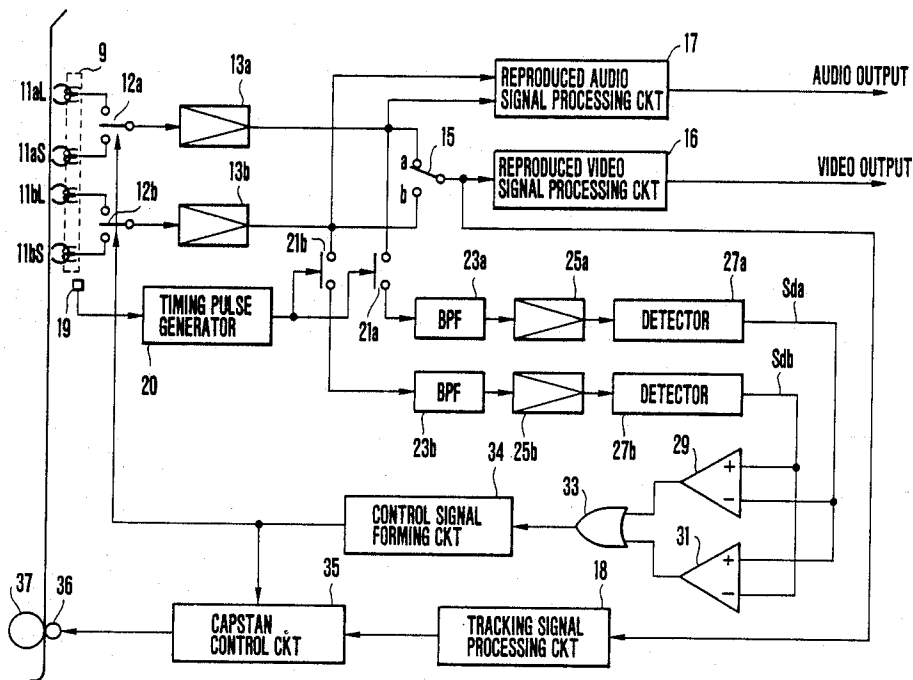 17
9
11aL
12a
13a
REPRODUCED AUDIO
SIGNAL PROCESSING CKT
AUDIO OUTPUT
16
15
a
11aS
13b
REPRODUCED VIDEO
SIGNAL PROCESSING CKT
VIDEO OUTPUT
11bL
b
12b
11bS
21b
23a
25a
27a
19
TIMING PULSE
GENERATOR
21a
BPF
DETECTOR
Sda
20
Sdb
BPF
DETECTOR
23b
25b
27b
34
29
33
+
−
CONTROL SIGNAL
FORMING CKT
31
+
−
35
18
37
36
CAPSTAN
CONTROL CKT
TRACKING SIGNAL
PROCESSING CKT